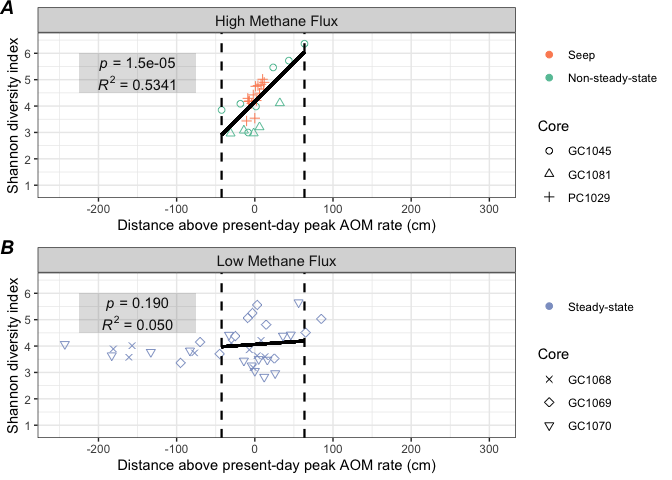 A
High Methane Flux
Shannon diversity index
p = 1.5e-05
R² = 0.5341
6
5
4
3
2
1
-200
-100
0
100
200
300
Distance above present-day peak AOM rate (cm)
Seep
Non-steady-state
Core
GC1045
GC1081
PC1029
B
Low Methane Flux
Shannon diversity index
p = 0.190
R² = 0.050
6
5
4
3
2
1
-200
-100
0
100
200
300
Distance above present-day peak AOM rate (cm)
Steady-state
Core
GC1068
GC1069
GC1070